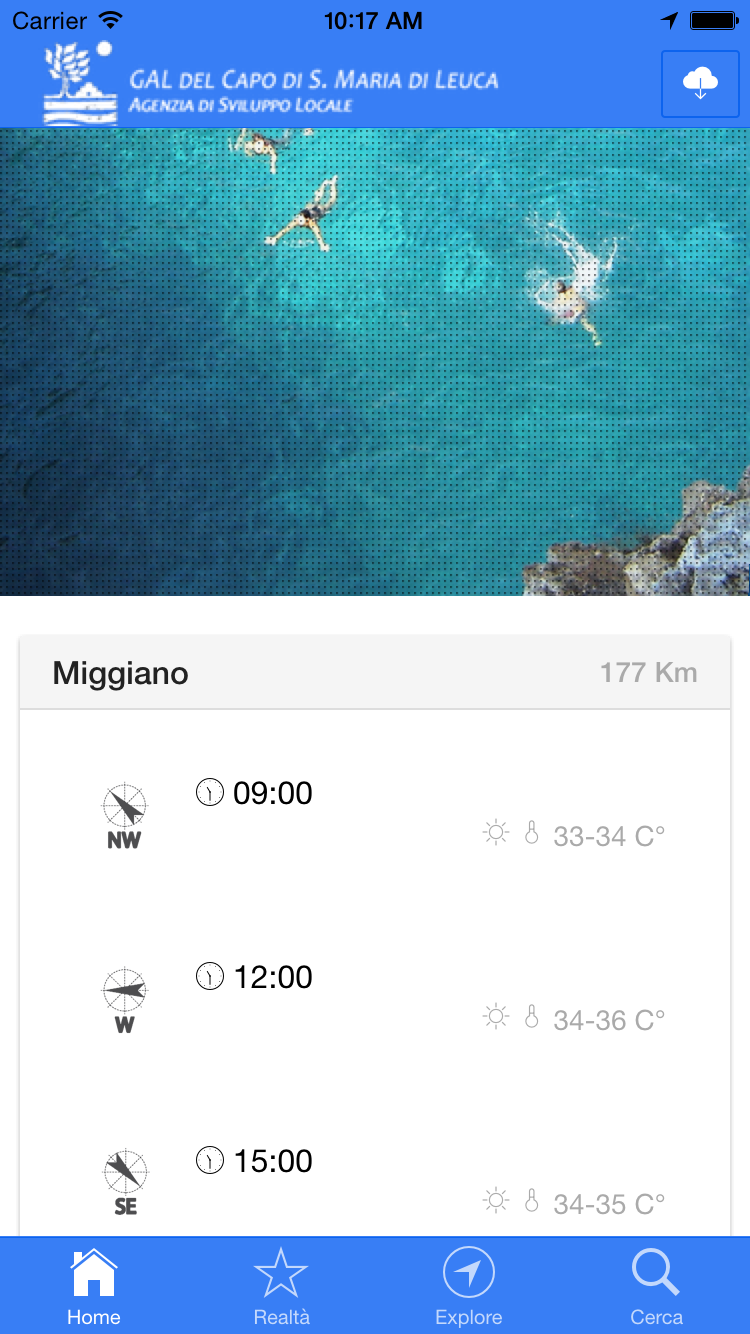 Carrier 10:17 AM
GAL DEL CAPO DI S. MARIA DI LEUCA
AGENZIA DI SVILUPPO LOCALE
Miggiano 177 Km
09:00
NW
33-34 C°
12:00
W
34-36 C°
15:00
SE
34-35 C°
Home Realtà Explore Cerca